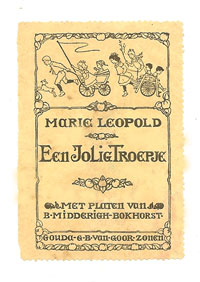 MARIE LEOPOLD
EEN JOLIG TROEPJE
MET PLATEN VAN
B·MIDDERIGH-BOKHORST·
GOUDA-G·B·VAN·GOOR·ZONEN